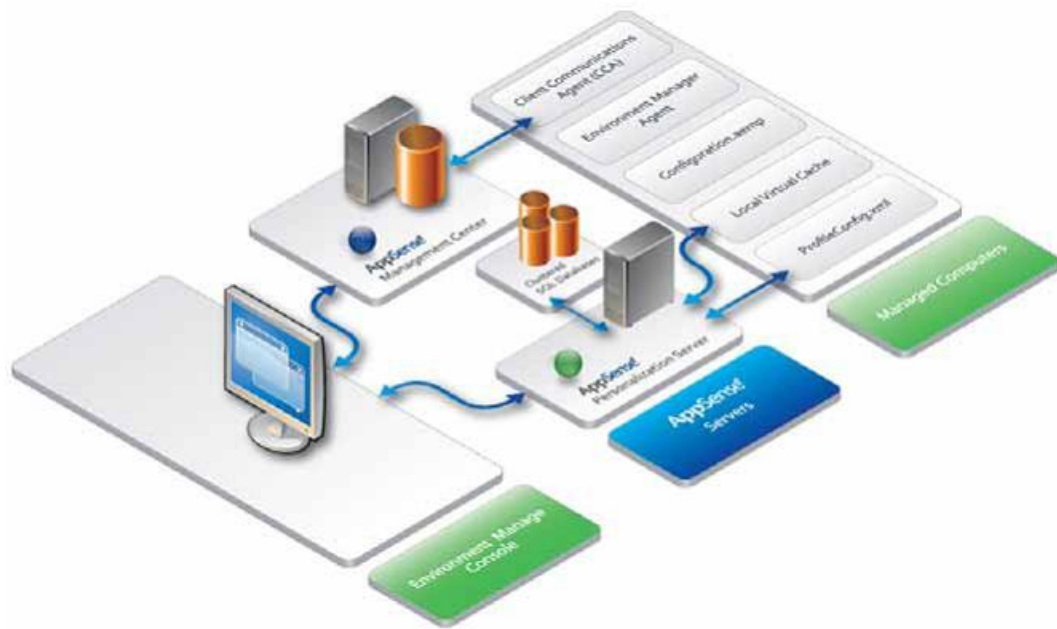 Client Communications
Agent (CCA)
Environment Manager
Agent
Configuration.aemp
Local Virtual Cache
ProfileConfig.xml
Managed Computers
AppSense
Management Center
Clustered
SQL Databases
AppSense
Personalization Server
AppSense
Servers
Environment Manage
Console